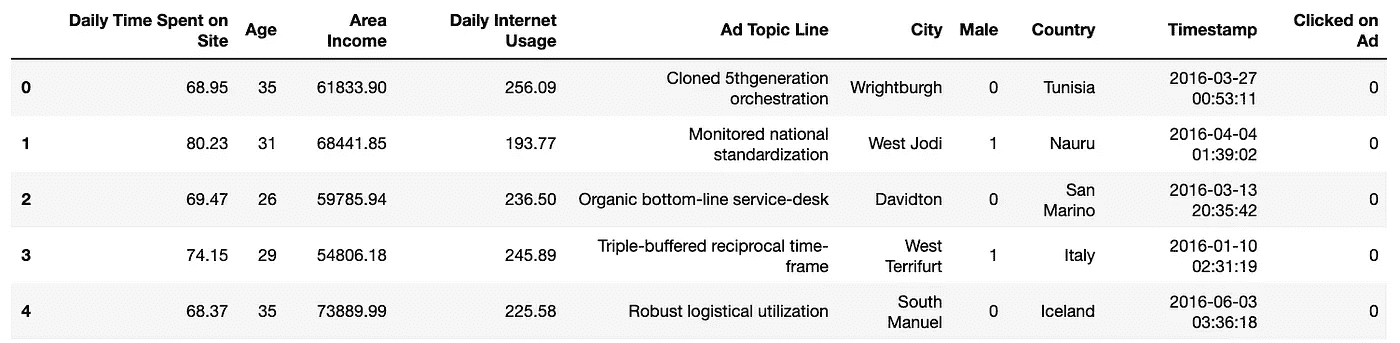 Daily Time Spent on Site Age Area Income Daily Internet Usage Ad Topic Line City Male Country Timestamp Clicked on Ad
0 68.95 35 61833.90 256.09 Cloned 5thgeneration orchestration Wrightburgh 0 Tunisia 2016-03-27 00:53:11 0
1 80.23 31 68441.85 193.77 Monitored national standardization West Jodi 1 Nauru 2016-04-04 01:39:02 0
2 69.47 26 59785.94 236.50 Organic bottom-line service-desk Davidton 0 San Marino 2016-03-13 20:35:42 0
3 74.15 29 54806.18 245.89 Triple-buffered reciprocal time-frame West Terrifurt 1 Italy 2016-01-10 02:31:19 0
4 68.37 35 73889.99 225.58 Robust logistical utilization South Manuel 0 Iceland 2016-06-03 03:36:18 0